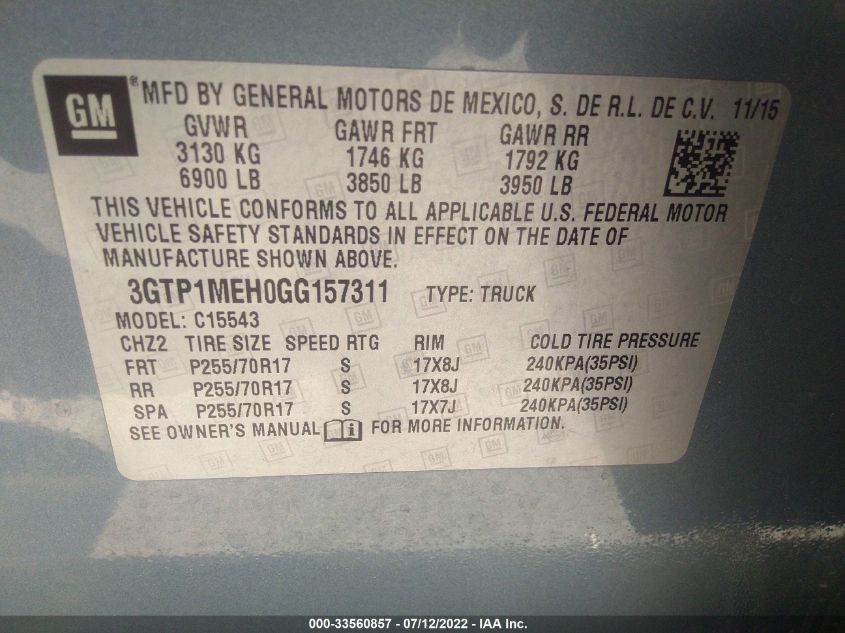 GM ® MFD BY GENERAL MOTORS DE MEXICO, S. DE R.L. DE C.V. 11/15
GVWR GAWR FRT GAWR RR
3130 KG 1746 KG 1792 KG
6900 LB 3850 LB 3950 LB
THIS VEHICLE CONFORMS TO ALL APPLICABLE U.S. FEDERAL MOTOR
VEHICLE SAFETY STANDARDS IN EFFECT ON THE DATE OF
MANUFACTURE SHOWN ABOVE.
3GTP1MEH0GG157311 TYPE: TRUCK
MODEL: C15543
CHZ2 TIRE SIZE SPEED RTG RIM COLD TIRE PRESSURE
FRT P255/70R17 S 17X8J 240KPA(35PSI)
RR P255/70R17 S 17X8J 240KPA(35PSI)
SPA P255/70R17 S 17X7J 240KPA(35PSI)
SEE OWNER'S MANUAL i FOR MORE INFORMATION.
000-33560857 - 07/12/2022 - IAA Inc.